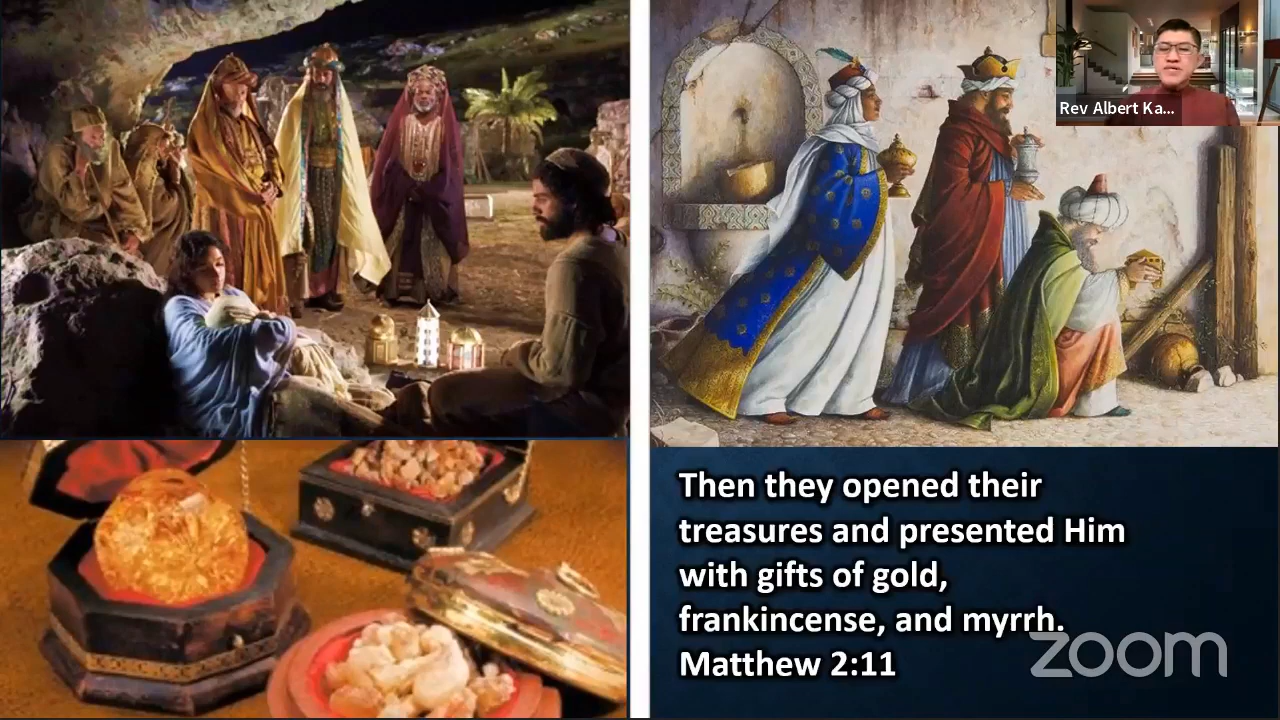 Rev Albert Ka...
Then they opened their
treasures and presented Him
with gifts of gold,
frankincense, and myrrh.
Matthew 2:11
zoom